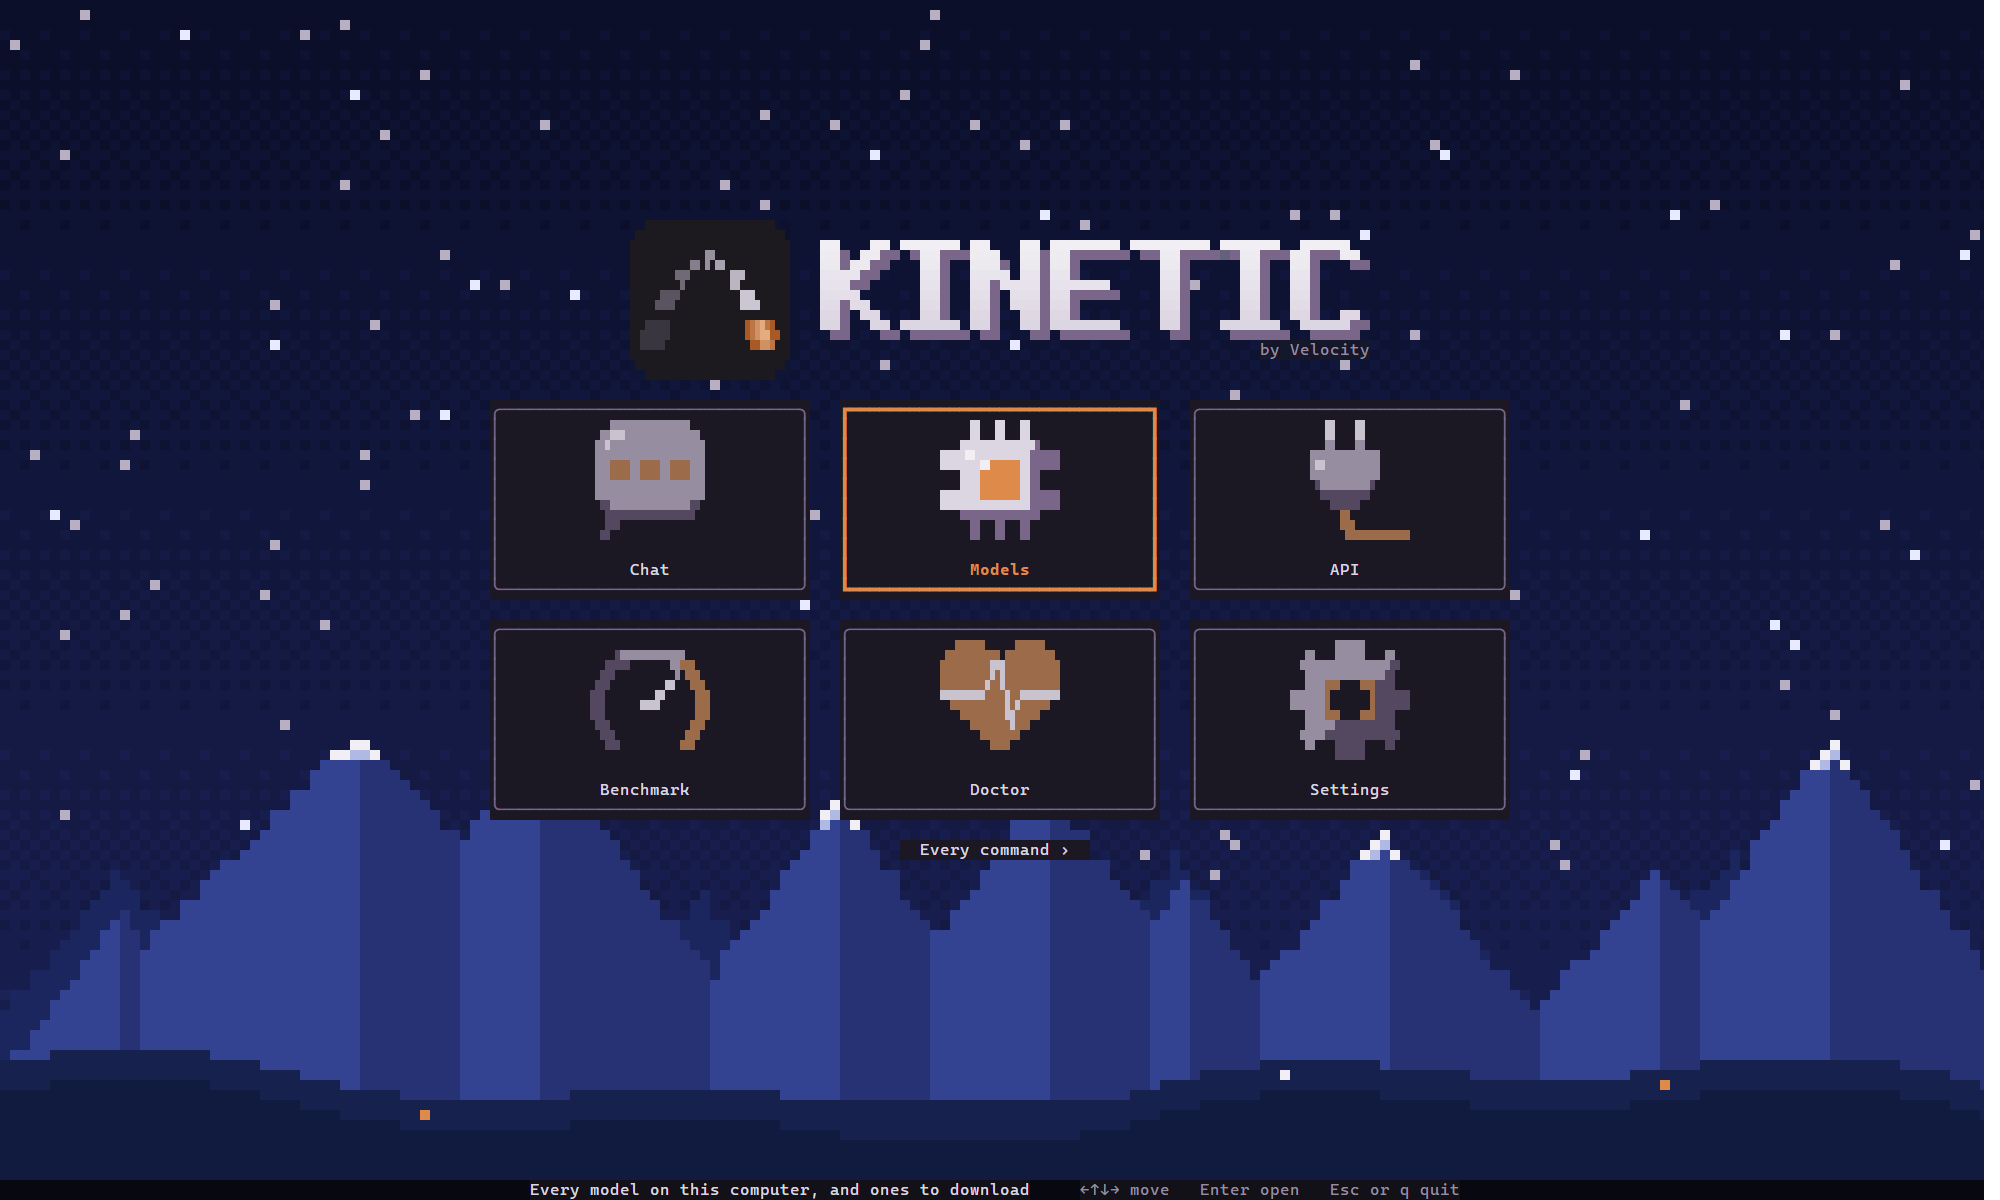 KINETIC
by Velocity
Chat
Models
API
Benchmark
Doctor
Settings
Every command ›
Every model on this computer, and ones to download ←↑↓→ move Enter open Esc or q quit